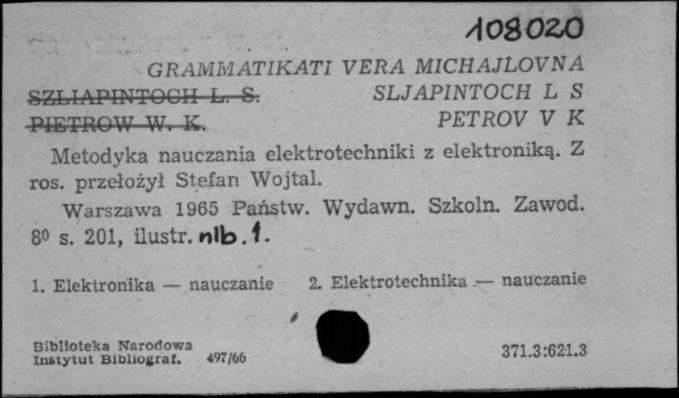 108020
GRAMMATIKATI VERA MICHAJLOVNA
SZLIAPINTOCH L. S. SLJAPINTOCH L S
PIETROW W. K. PETROV V K
Metodyka nauczania elektrotechniki z elektroniką. Z
ros. przełożył Stefan Wojtal.
Warszawa 1965 Państw. Wydawn. Szkoln. Zawod.
8⁰ s. 201, ilustr. nlb. 1.
1. Elektronika — nauczanie 2. Elektrotechnika — nauczanie
Biblioteka Narodowa
Instytut Bibliograf. 497/66 371.3:621.3